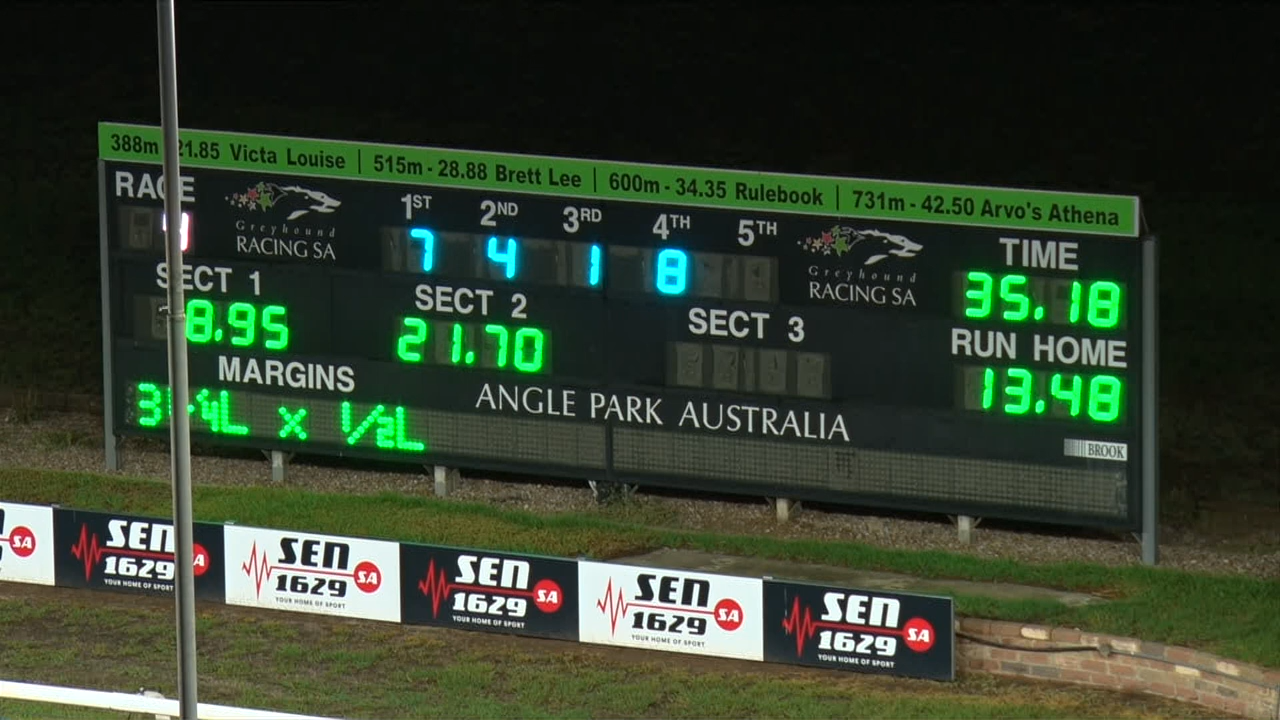 388m 21.85 Victa Louise | 515m - 28.88 Brett Lee | 600m - 34.35 Rulebook | 731m - 42.50 Arvo's Athena
RACE
Greyhound
RACING SA
1ST 2ND 3RD 4TH 5TH
7 4 1 8
Greyhound
RACING SA
TIME
35.18
SECT 1
8.95
SECT 2
21.70
SECT 3
RUN HOME
13.48
MARGINS
ANGLE PARK AUSTRALIA
4L x 1/2L
BROOK
SA
SEN
1629
YOUR HOME OF SPORT
SEN
1629 SA
YOUR HOME OF SPORT
SEN
1629 SA
YOUR HOME OF SPORT
SEN
1629 SA
YOUR HOME OF SPORT
SEN
1629 SA
YOUR HOME OF SPORT